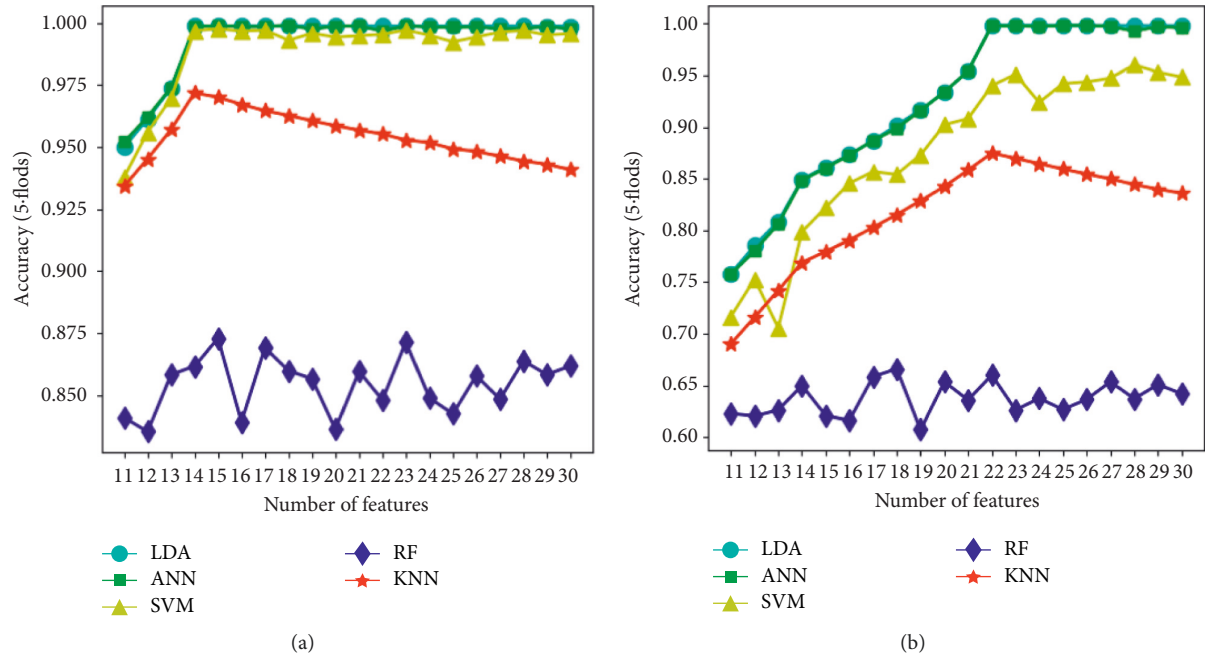 1.000
0.975
0.950
0.925
0.900
0.875
0.850
Accuracy (5-flods)
11 12 13 14 15 16 17 18 19 20 21 22 23 24 25 26 27 28 29 30
Number of features
LDA
ANN
SVM
RF
KNN
(a)
1.00
0.95
0.90
0.85
0.80
0.75
0.70
0.65
0.60
Accuracy (5-flods)
11 12 13 14 15 16 17 18 19 20 21 22 23 24 25 26 27 28 29 30
Number of features
LDA
ANN
SVM
RF
KNN
(b)